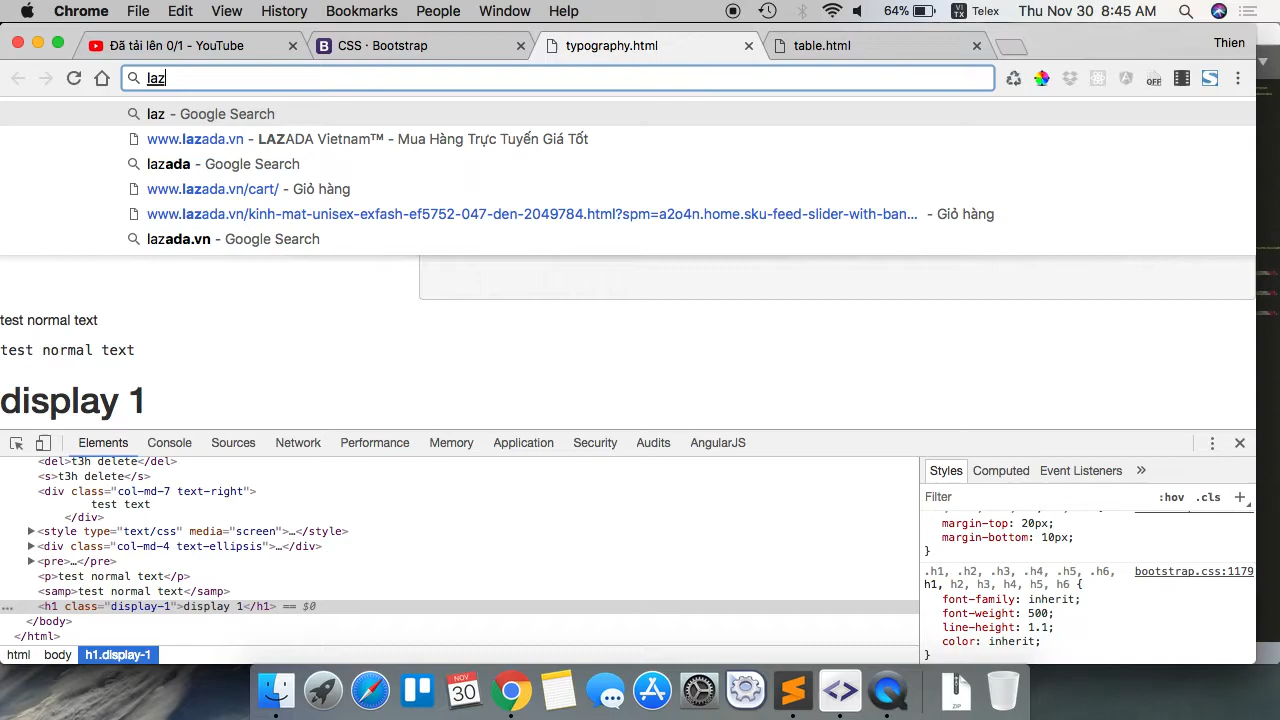 Chrome File Edit View History Bookmarks People Window Help 64% VI TX Telex Thu Nov 30 8:45 AM
Đã tải lên 0/1 - YouTube CSS · Bootstrap typography.html table.html Thien
laz OFF S
laz - Google Search
www.lazada.vn - LAZADA Vietnam™ - Mua Hàng Trực Tuyến Giá Tốt
lazada - Google Search
www.lazada.vn/cart/ - Giỏ hàng
www.lazada.vn/kinh-mat-unisex-exfash-ef5752-047-den-2049784.html?spm=a2o4n.home.sku-feed-slider-with-ban... - Giỏ hàng
lazada.vn - Google Search
test normal text
test normal text
display 1
Elements Console Sources Network Performance Memory Application Security Audits AngularJS
<del>t3h delete</del>
<s>t3h delete</s>
<div class="col-md-7 text-right">
test text
</div>
<style type="text/css" media="screen">…</style>
<div class="col-md-4 text-ellipsis">…</div>
<pre>…</pre>
<p>test normal text</p>
<samp>test normal text</samp>
... <h1 class="display-1">display 1</h1> == $0
</body>
</html>
html body h1.display-1
Styles Computed Event Listeners »
Filter :hov .cls +
margin-top: 20px;
margin-bottom: 10px;
}
.h1, .h2, .h3, .h4, .h5, .h6, bootstrap.css:1179
h1, h2, h3, h4, h5, h6 {
font-family: inherit;
font-weight: 500;
line-height: 1.1;
color: inherit;
}
NOV
30
ZIP